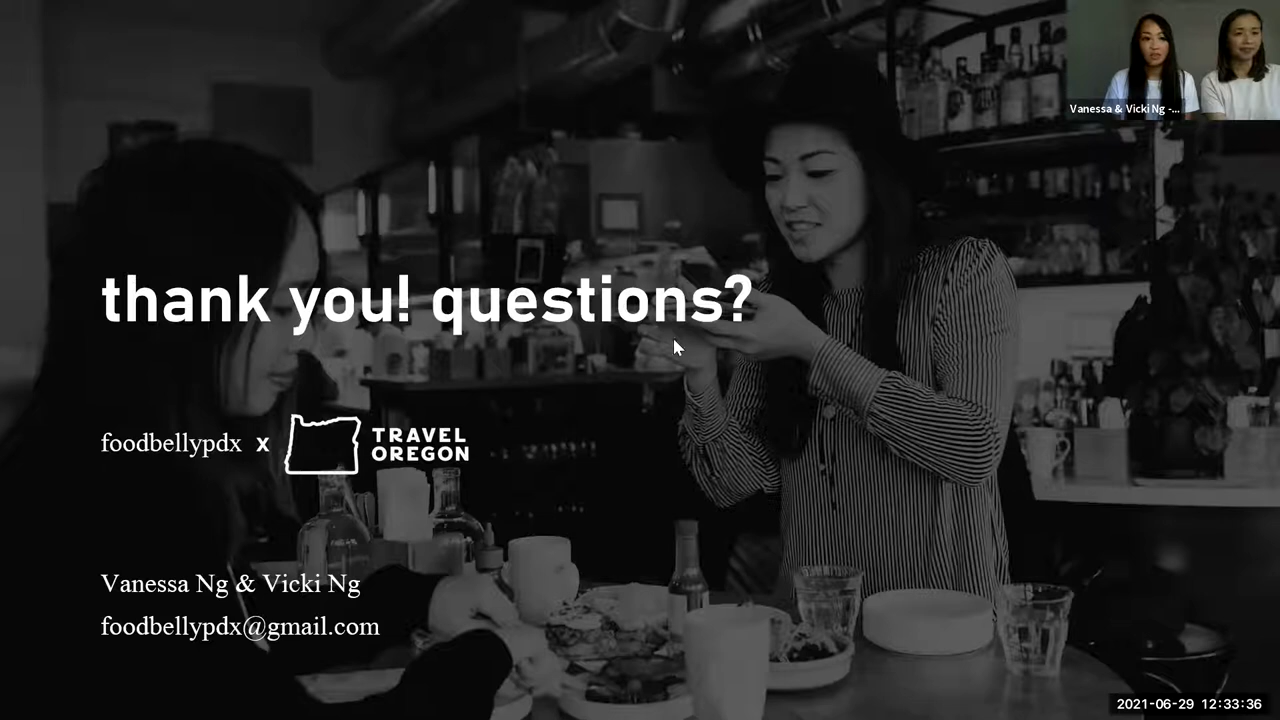 Vanessa & Vicki Ng -...
thank you! questions?
foodbellypdx x TRAVEL OREGON
Vanessa Ng & Vicki Ng
foodbellypdx@gmail.com
2021-06-29 12:33:36